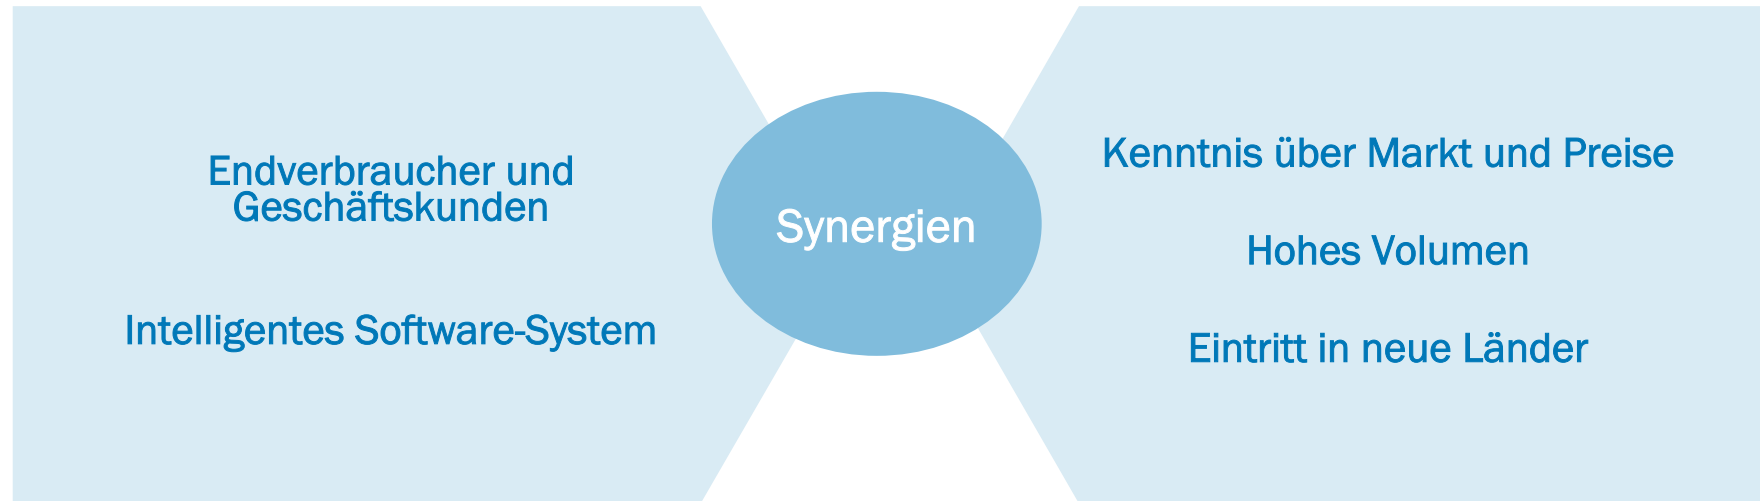 Endverbraucher und
Geschäftskunden
Intelligentes Software-System
Synergien
Kenntnis über Markt und Preise
Hohes Volumen
Eintritt in neue Länder